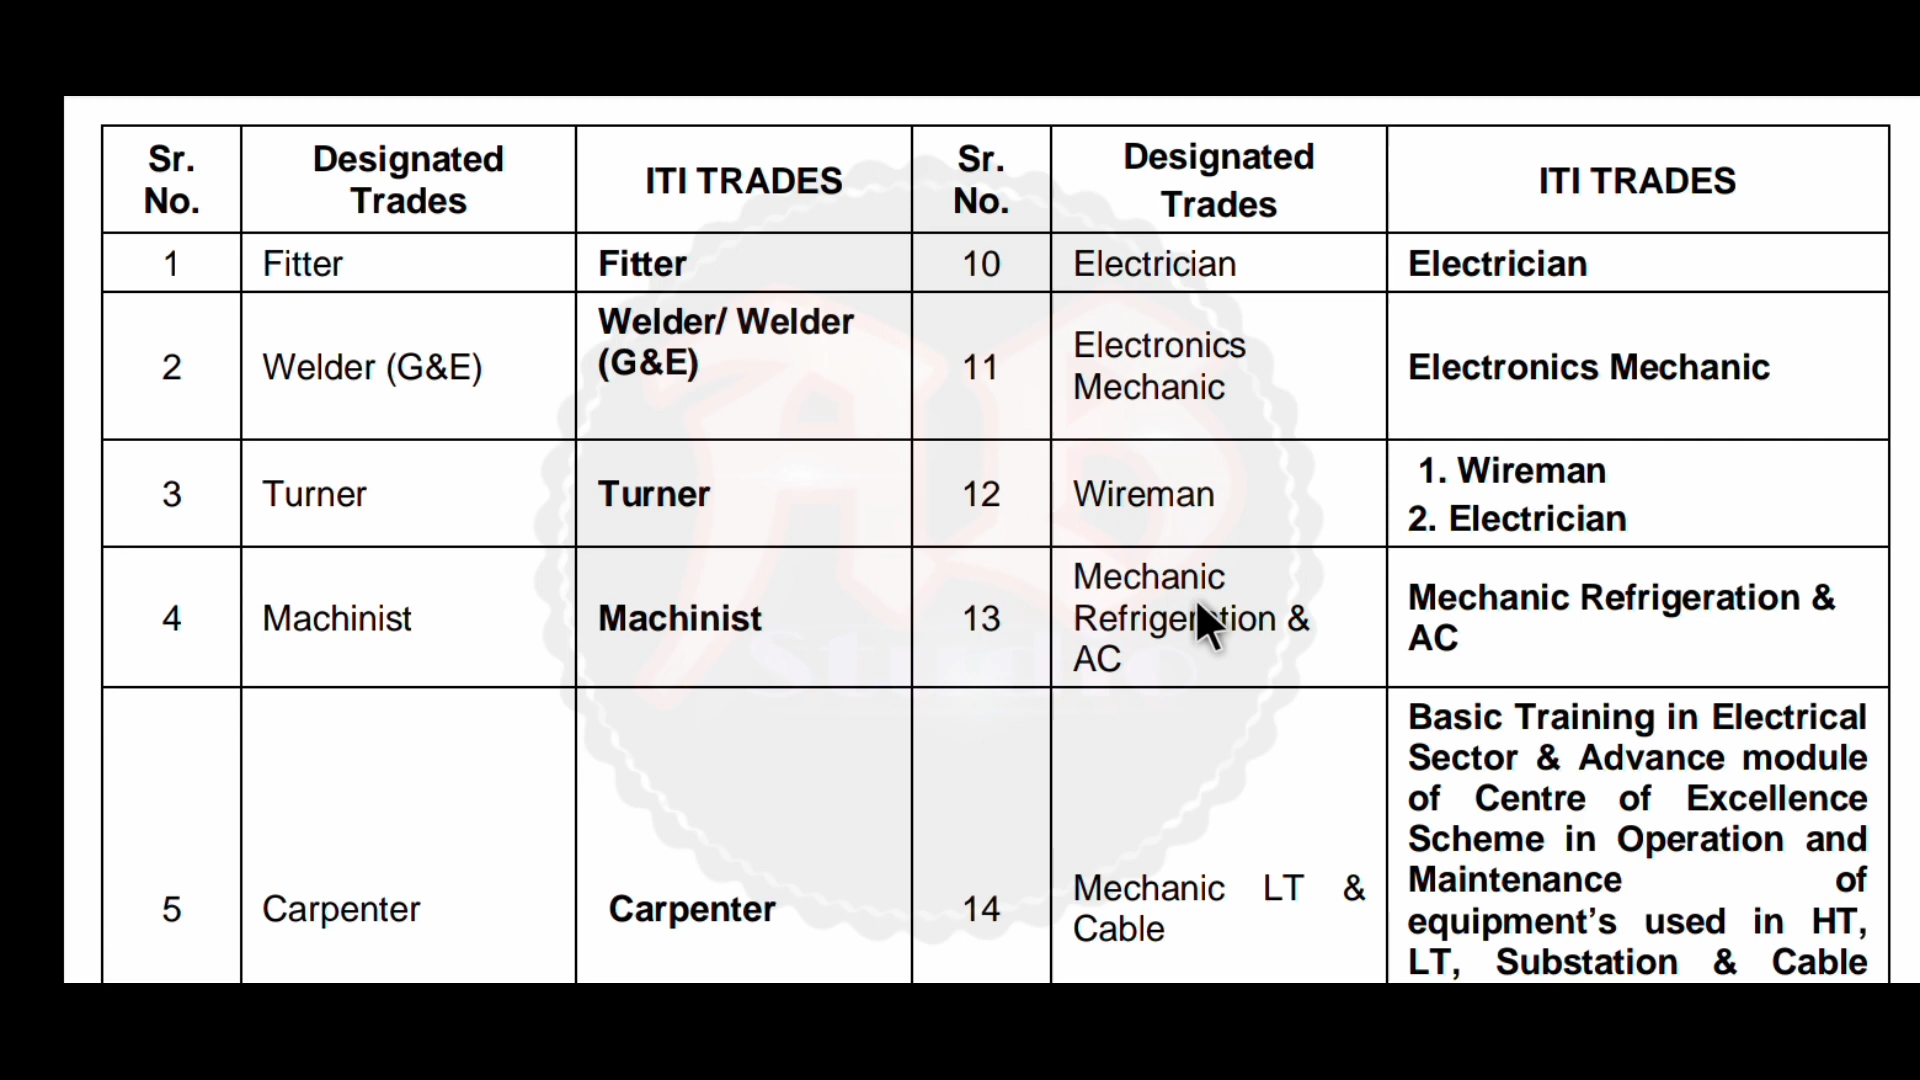 Sr. No. Designated Trades ITI TRADES Sr. No. Designated Trades ITI TRADES
1 Fitter Fitter 10 Electrician Electrician
2 Welder (G&E) Welder/ Welder (G&E) 11 Electronics Mechanic Electronics Mechanic
3 Turner Turner 12 Wireman 1. Wireman
2. Electrician
4 Machinist Machinist 13 Mechanic Refrigeration & AC Mechanic Refrigeration & AC
5 Carpenter Carpenter 14 Mechanic LT & Cable Basic Training in Electrical
Sector & Advance module
of Centre of Excellence
Scheme in Operation and
Maintenance of
equipment’s used in HT,
LT, Substation & Cable
Studio